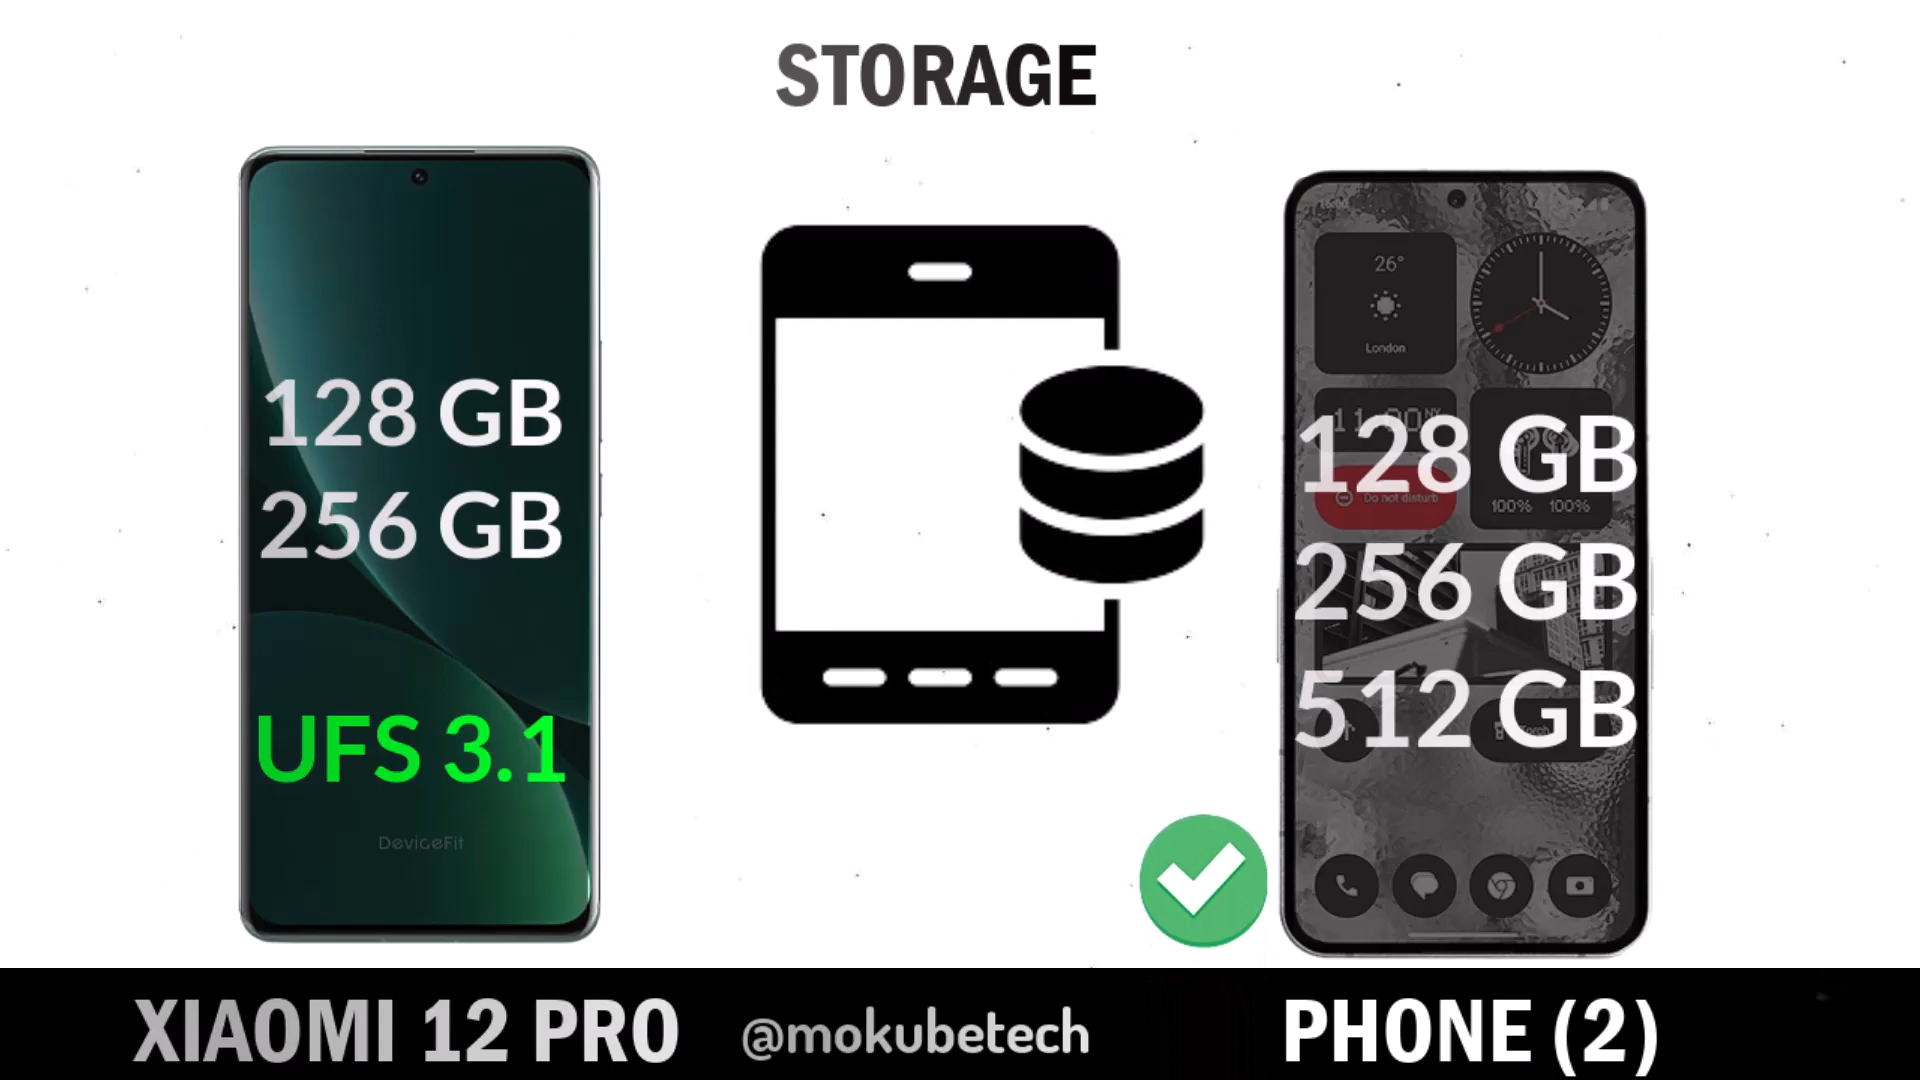 STORAGE
128 GB
256 GB
UFS 3.1
DeviceFit
26°
London
128 GB
Do not disturb
100% 100%
256 GB
512 GB
XIAOMI 12 PRO
@mokubetech
PHONE (2)